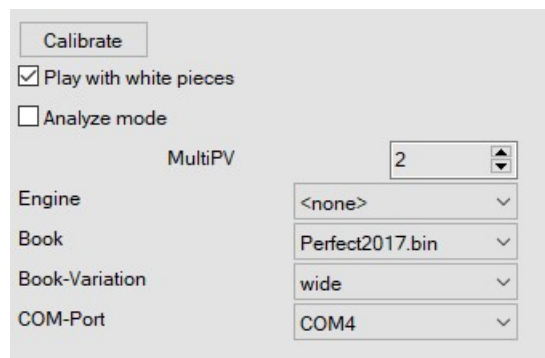 Calibrate
Play with white pieces
Analyze mode
MultiPV 2
Engine <none>
Book Perfect2017.bin
Book-Variation wide
COM-Port COM4